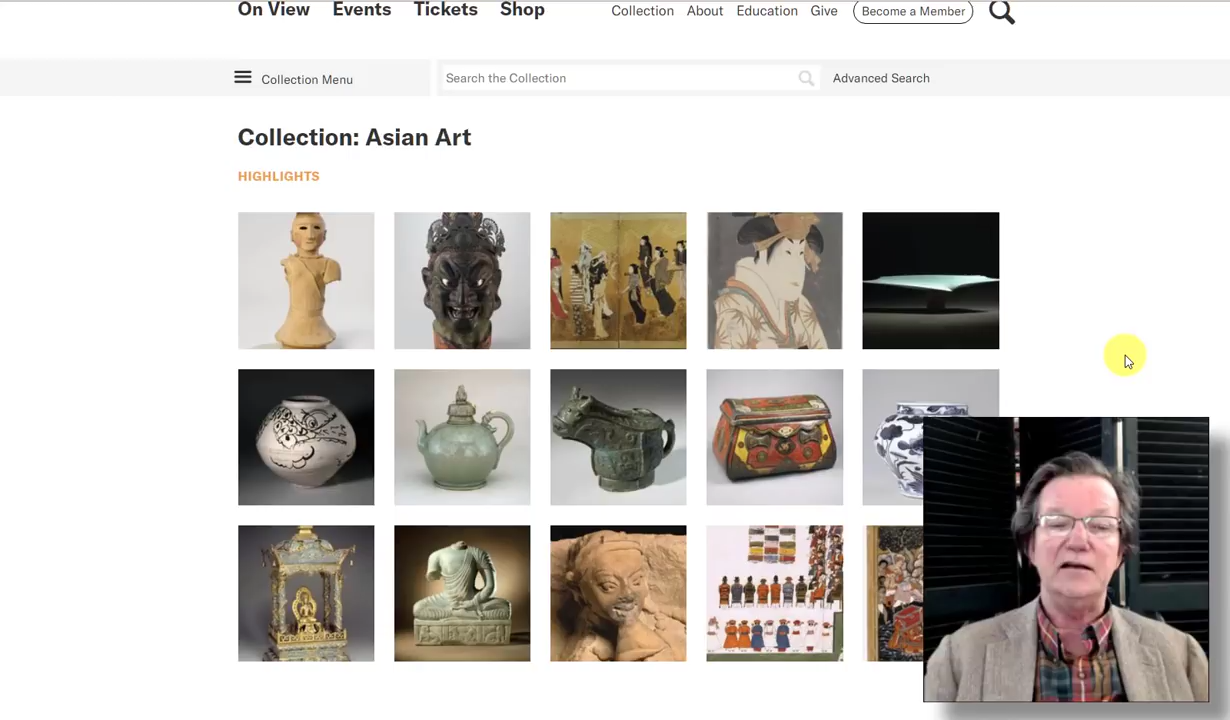 On View Events Tickets Shop Collection About Education Give Become a Member
Collection Menu Search the Collection Advanced Search
Collection: Asian Art
HIGHLIGHTS